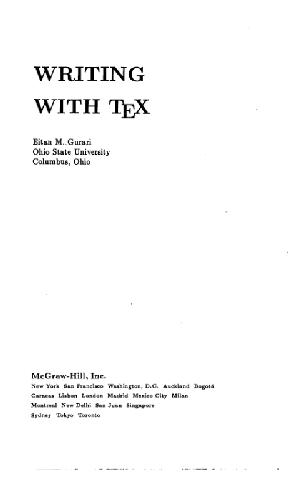 WRITING
WITH TEX
Eitan M. Gurari
Ohio State University
Columbus, Ohio
McGraw-Hill, Inc.
New York San Francisco Washington, D.C. Auckland Bogotá
Caracas Lisbon London Madrid Mexico City Milan
Montreal New Delhi San Juan Singapore
Sydney Tokyo Toronto